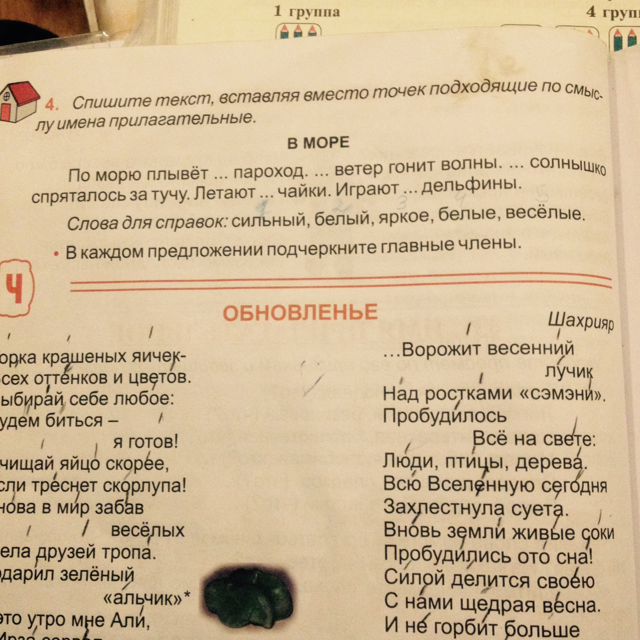 1 группа
4 групп
4. Спишите текст, вставляя вместо точек подходящие по смыс-
лу имена прилагательные.
В МОРЕ
По морю плывёт ... пароход. ... ветер гонит волны. ... солнышко
спряталось за тучу. Летают ... чайки. Играют ... дельфины.
Слова для справок: сильный, белый, яркое, белые, весёлые.
• В каждом предложении подчеркните главные члены.
Ч
ОБНОВЛЕНЬЕ
орка крашеных яичек-
сех оттенков и цветов.
ыбирай себе любое:
удем биться –
я готов!
чищай яйцо скорее,
сли треснет скорлупа!
нова в мир забав
весёлых
ела друзей тропа.
одарил зелёный
«альчик»*
это утро мне Али,
Шахрияр
...Ворожит весенний
лучик
Над ростками «сэмэни».
Пробудилось
Всё на свете:
Люди, птицы, дерева.
Всю Вселенную сегодня
Захлестнула суета.
Вновь земли живые соки
Пробудились ото сна!
Силой делится своею
С нами щедрая весна.
И не горбит больше